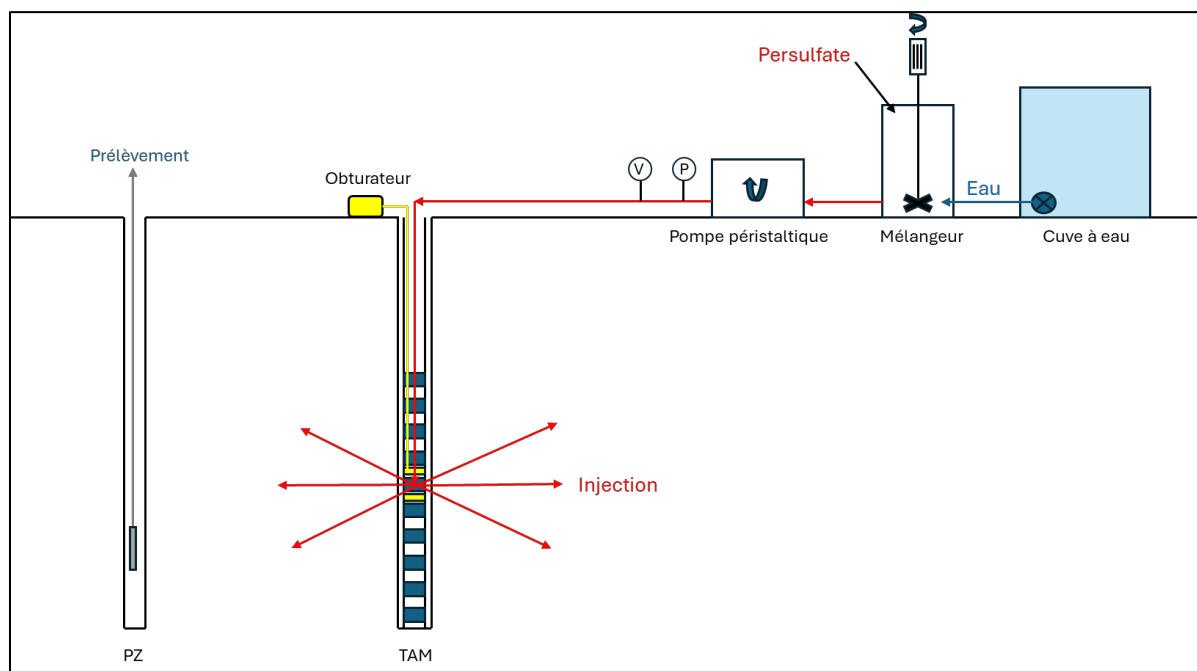 Persulfate
Prélèvement
Obturateur
V
P
Eau
Pompe péristaltique
Mélangeur
Cuve à eau
Injection
PZ
TAM